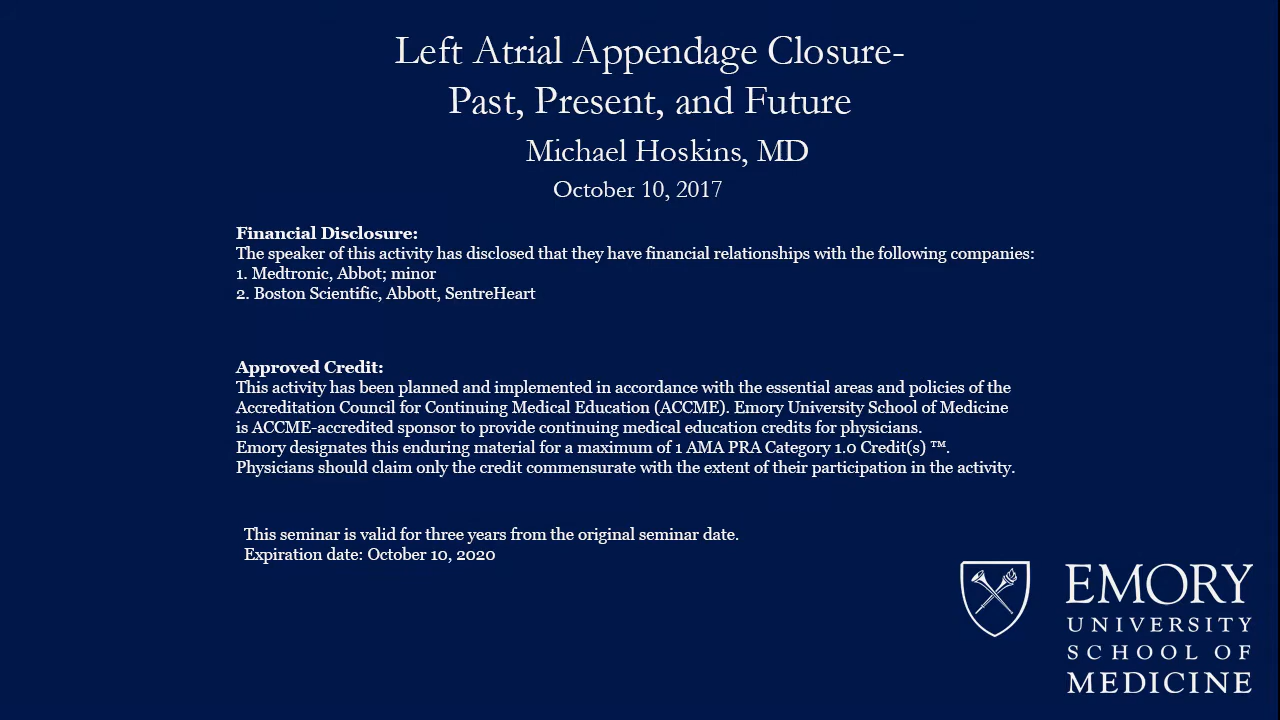 Left Atrial Appendage Closure-
Past, Present, and Future
Michael Hoskins, MD
October 10, 2017
Financial Disclosure:
The speaker of this activity has disclosed that they have financial relationships with the following companies:
1. Medtronic, Abbot; minor
2. Boston Scientific, Abbott, SentreHeart
Approved Credit:
This activity has been planned and implemented in accordance with the essential areas and policies of the
Accreditation Council for Continuing Medical Education (ACCME). Emory University School of Medicine
is ACCME-accredited sponsor to provide continuing medical education credits for physicians.
Emory designates this enduring material for a maximum of 1 AMA PRA Category 1.0 Credit(s) ™.
Physicians should claim only the credit commensurate with the extent of their participation in the activity.
This seminar is valid for three years from the original seminar date.
Expiration date: October 10, 2020
EMORY
UNIVERSITY
SCHOOL OF
MEDICINE